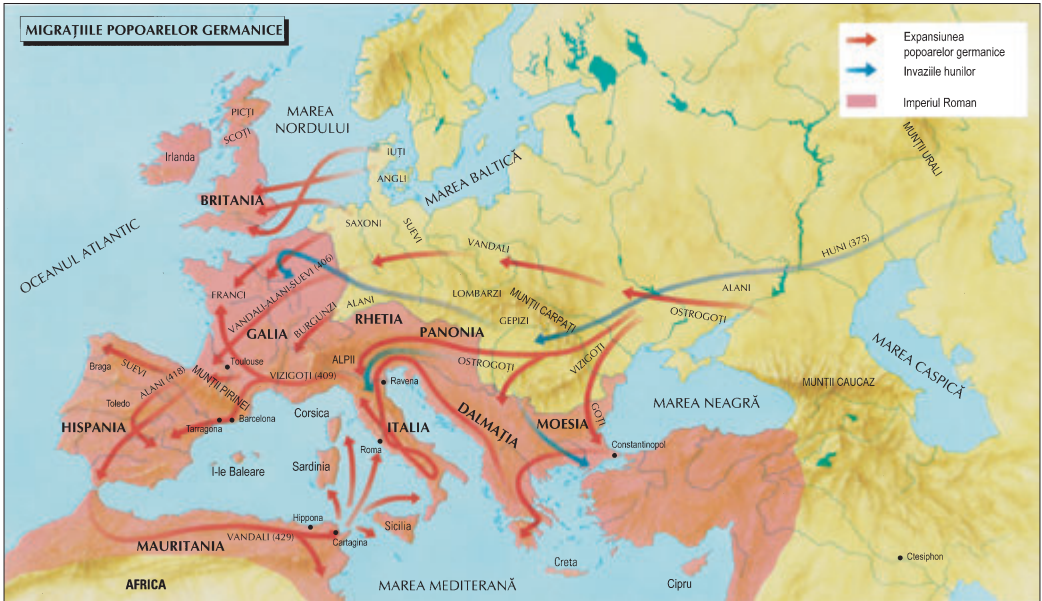 MIGRAȚIILE POPOARELOR GERMANICE
Expansiunea
popoarelor germanice
Invaziile hunilor
Imperiul Roman
PICȚI
SCOȚI
Irlanda
MAREA
NORDULUI
IUȚI
ANGLI
BRITANIA
MAREA BALTICĂ
MUNȚII URALI
OCEANUL ATLANTIC
SAXONI
SUEVI
VANDALI
HUNI (375)
ALANI
OSTROGOȚI
FRANCI
VANDALI-ALANI-SUEVI (406)
BURGUNZI
ALANI
LOMBARZI
GEPIZI
MUNȚII CARPAȚI
GALIA
RHETIA
PANONIA
ALPII
OSTROGOȚI
VIZIGOȚI
MAREA CASPICĂ
Braga
SUEVI
ALANI (418)
MUNȚII PIRINEI
Toulouse
VIZIGOȚI (409)
Ravena
MUNȚII CAUCAZ
Toledo
HISPANIA
Tarragona
Barcelona
Corsica
ITALIA
Roma
DALMAȚIA
MOESIA
GOȚI
MAREA NEAGRĂ
Constantinopol
I-le Baleare
Sardinia
Sicilia
Hippona
Cartagina
VANDALI (429)
MAURITANIA
AFRICA
MAREA MEDITERANĂ
Creta
Cipru
Ctesiphon